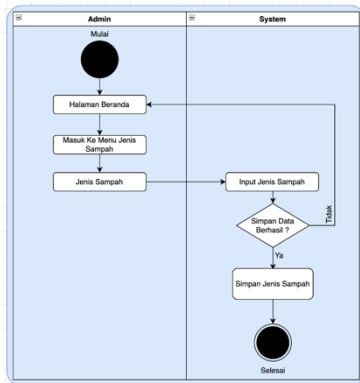 Admin
System
Mulai
Halaman Beranda
Masuk Ke Menu Jenis
Sampah
Jenis Sampah
Input Jenis Sampah
Simpan Data
Berhasil ?
Tidak
Ya
Simpan Jenis Sampah
Selesai